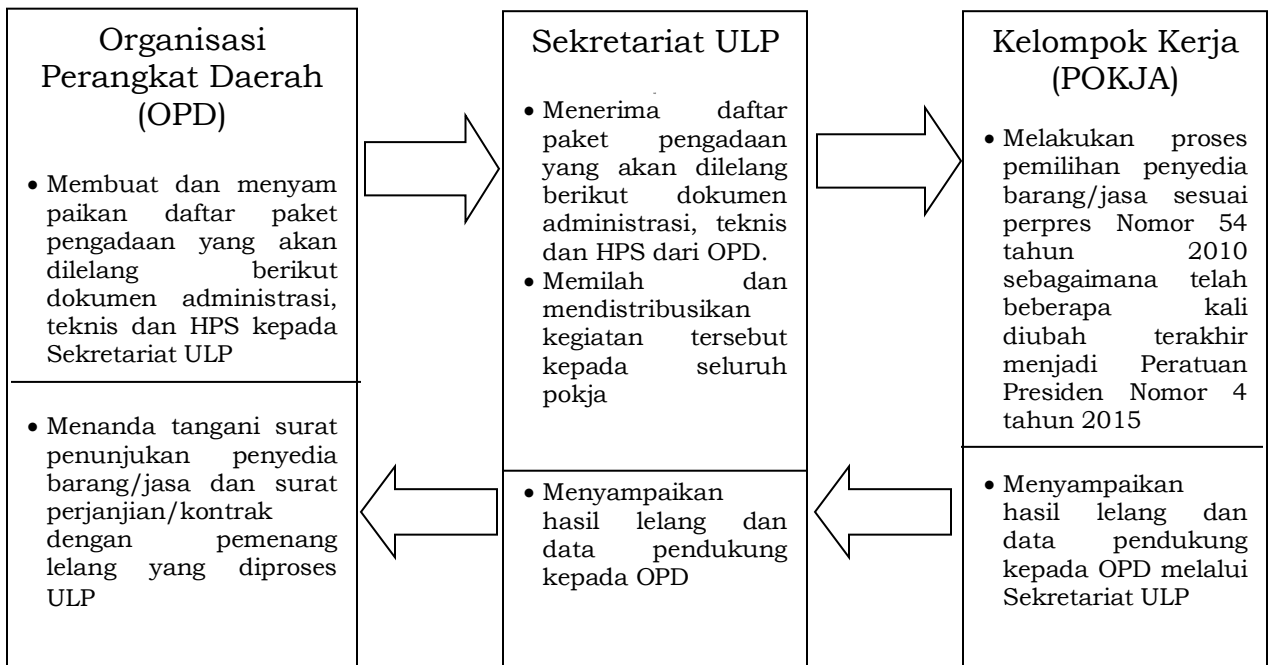 Organisasi
Perangkat Daerah
(OPD)
• Membuat dan menyam
paikan daftar paket
pengadaan yang akan
dilelang berikut
dokumen administrasi,
teknis dan HPS kepada
Sekretariat ULP
• Menanda tangani surat
penunjukan penyedia
barang/jasa dan surat
perjanjian/kontrak
dengan pemenang
lelang yang diproses
ULP
Sekretariat ULP
• Menerima daftar
paket pengadaan
yang akan dilelang
berikut dokumen
administrasi, teknis
dan HPS dari OPD.
• Memilah dan
mendistribusikan
kegiatan tersebut
kepada seluruh
pokja
• Menyampaikan
hasil lelang dan
data pendukung
kepada OPD
Kelompok Kerja
(POKJA)
• Melakukan proses
pemilihan penyedia
barang/jasa sesuai
perpres Nomor 54
tahun 2010
sebagaimana telah
beberapa kali
diubah terakhir
menjadi Peratuan
Presiden Nomor 4
tahun 2015
• Menyampaikan
hasil lelang dan
data pendukung
kepada OPD melalui
Sekretariat ULP